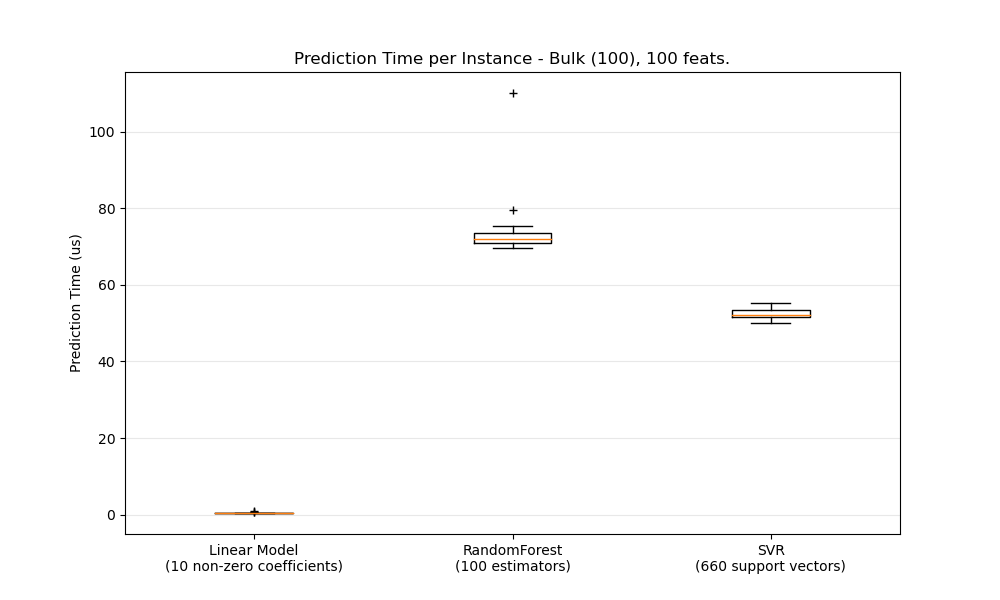 Prediction Time per Instance - Bulk (100), 100 feats.
Prediction Time (us)
100
80
60
40
20
0
Linear Model
(10 non-zero coefficients)
RandomForest
(100 estimators)
SVR
(660 support vectors)